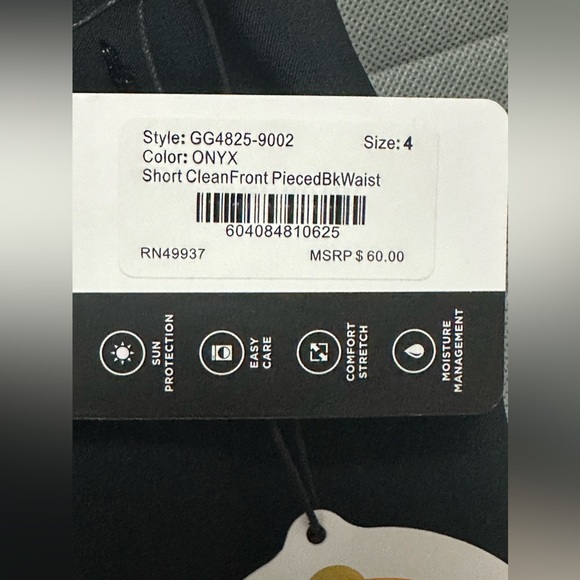 Style: GG4825-9002 Size: 4
Color: ONYX
Short CleanFront PiecedBkWaist
604084810625
RN49937 MSRP $ 60.00
SUN
PROTECTION
EASY
CARE
COMFORT
STRETCH
MOISTURE
MANAGEMENT